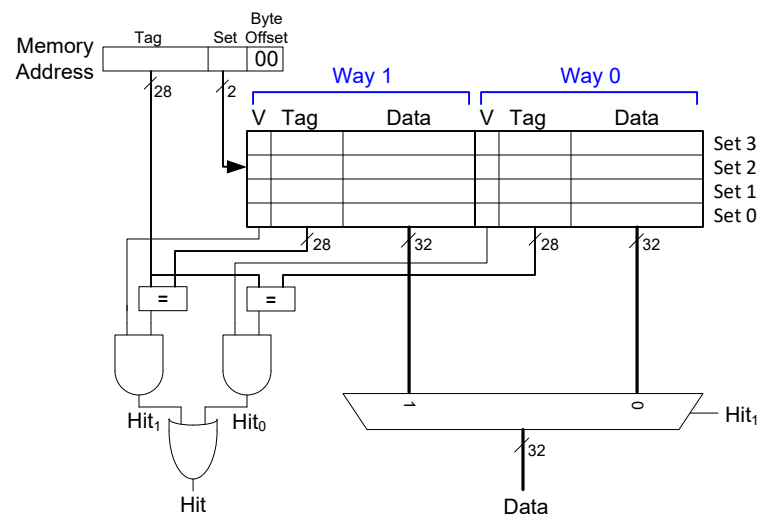 Byte
Tag Set Offset
Memory
Address
00
28 2
Way 1 Way 0
V Tag Data V Tag Data
Set 3
Set 2
Set 1
Set 0
28 32 28 32
= =
1 0
Hit₁ Hit₀ Hit₁
32
Hit Data